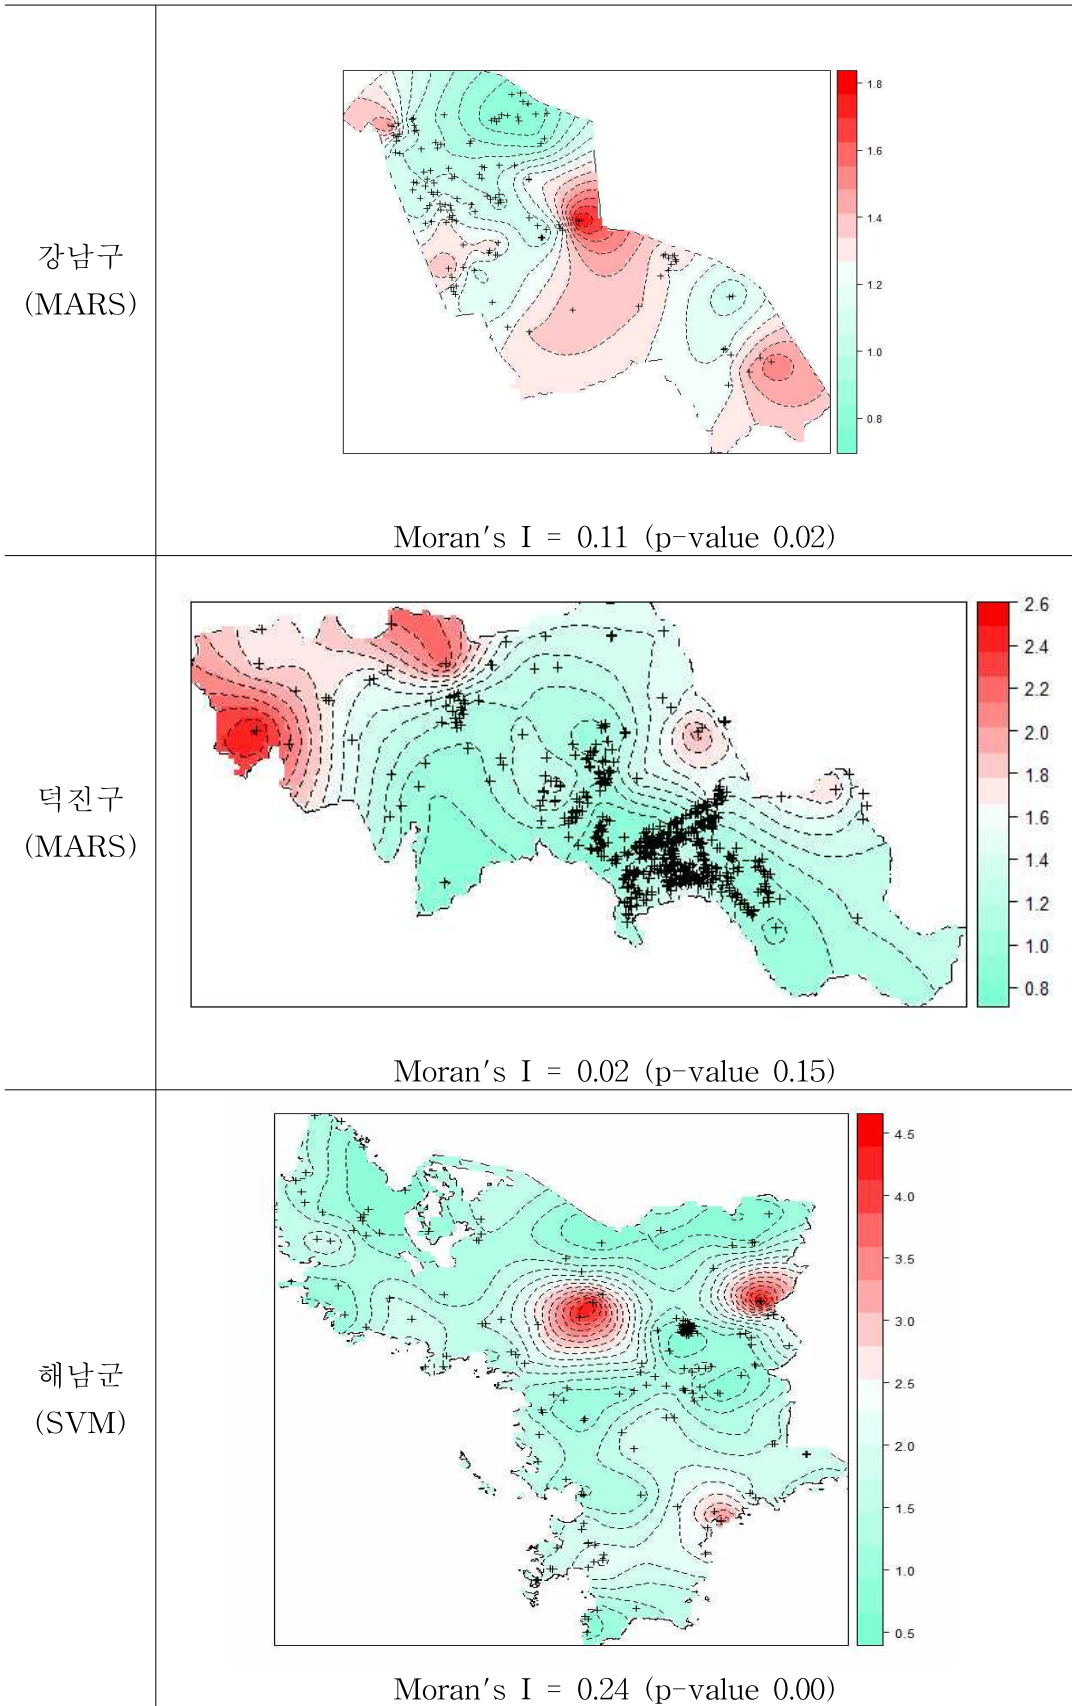 강남구
(MARS)
1.8
1.6
1.4
1.2
1.0
0.8
Moran's I = 0.11 (p-value 0.02)
덕진구
(MARS)
2.6
2.4
2.2
2.0
1.8
1.6
1.4
1.2
1.0
0.8
Moran's I = 0.02 (p-value 0.15)
해남군
(SVM)
4.5
4.0
3.5
3.0
2.5
2.0
1.5
1.0
0.5
Moran's I = 0.24 (p-value 0.00)